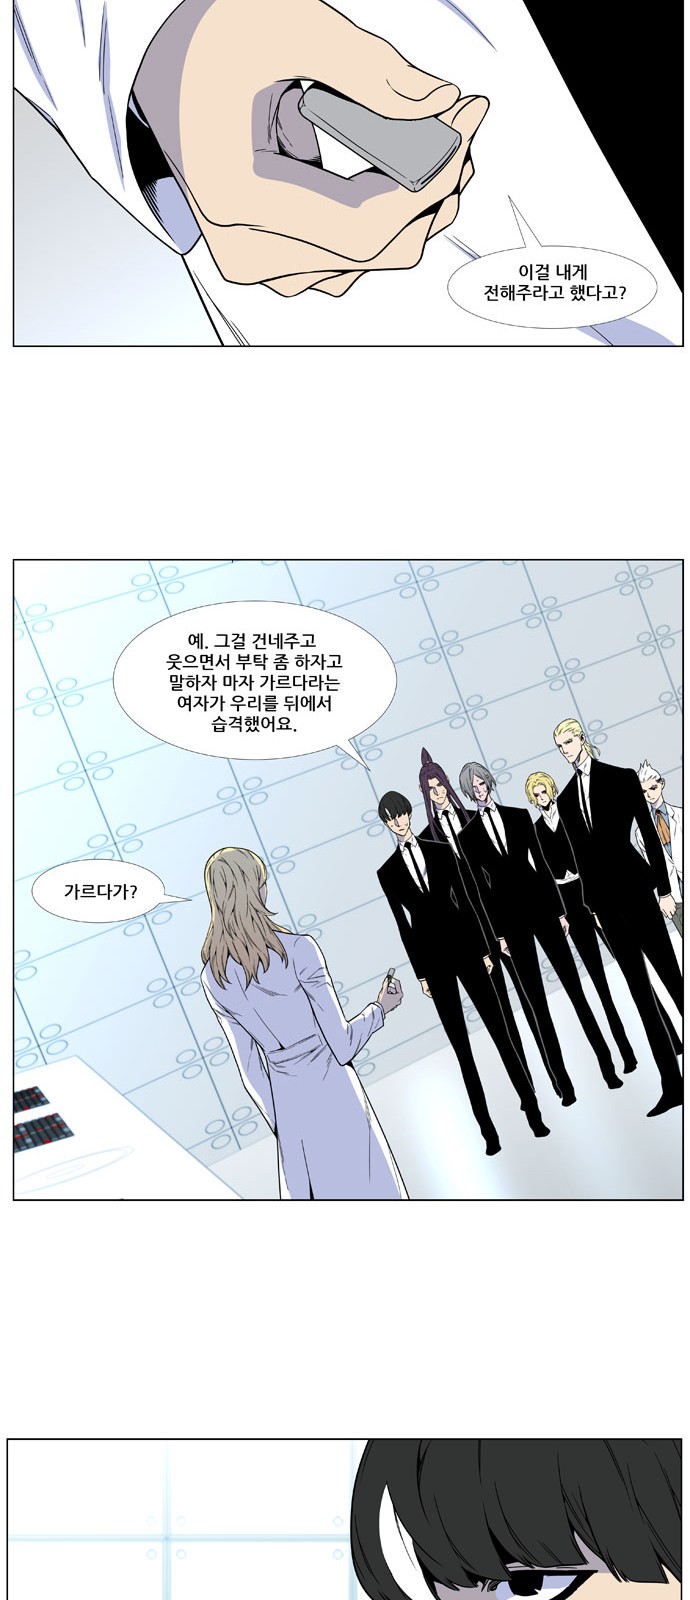 이걸 내게
전해주라고 했다고?
예. 그걸 건네주고
웃으면서 부탁 좀 하자고
말하자 마자 가르다라는
여자가 우리를 뒤에서
습격했어요.
가르다가?